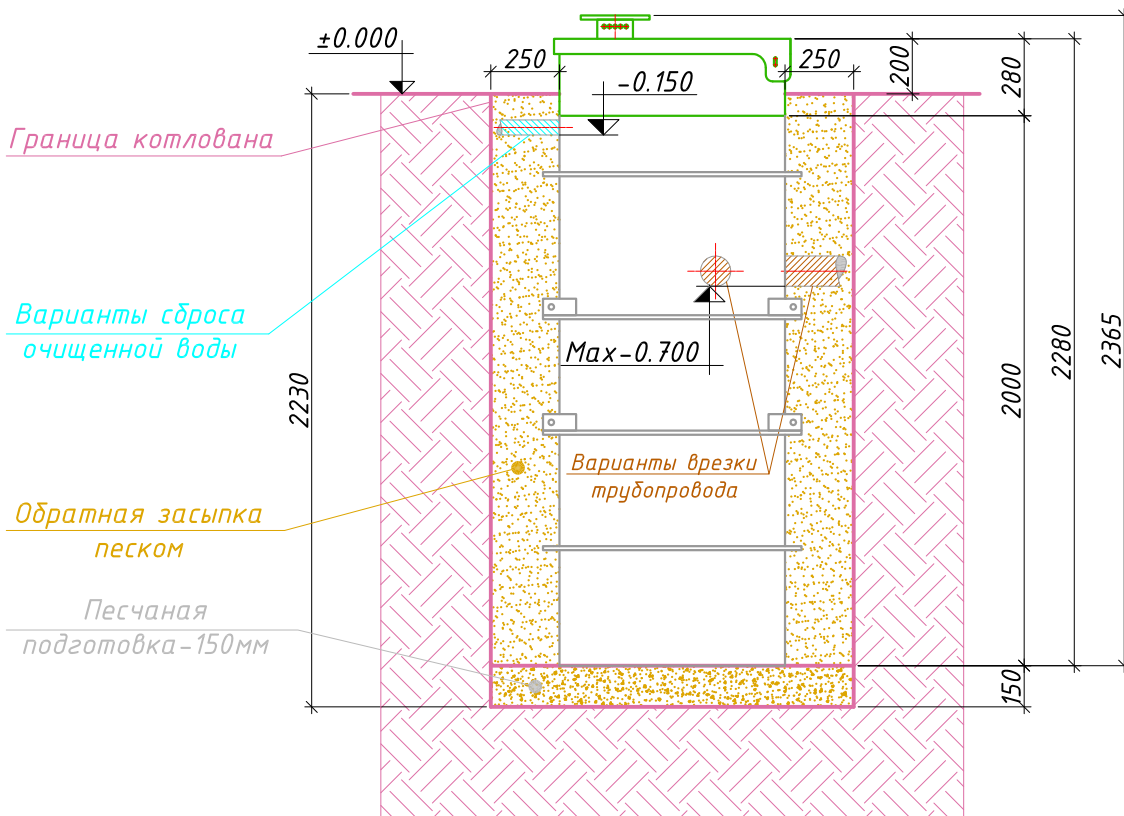 ±0.000
250
250
200
280
-0.150
Граница котлована
Варианты сброса
очищенной воды
Max-0.700
2230
2000
2280
2365
Варианты врезки
трубопровода
Обратная засыпка
песком
Песчаная
подготовка-150мм
150